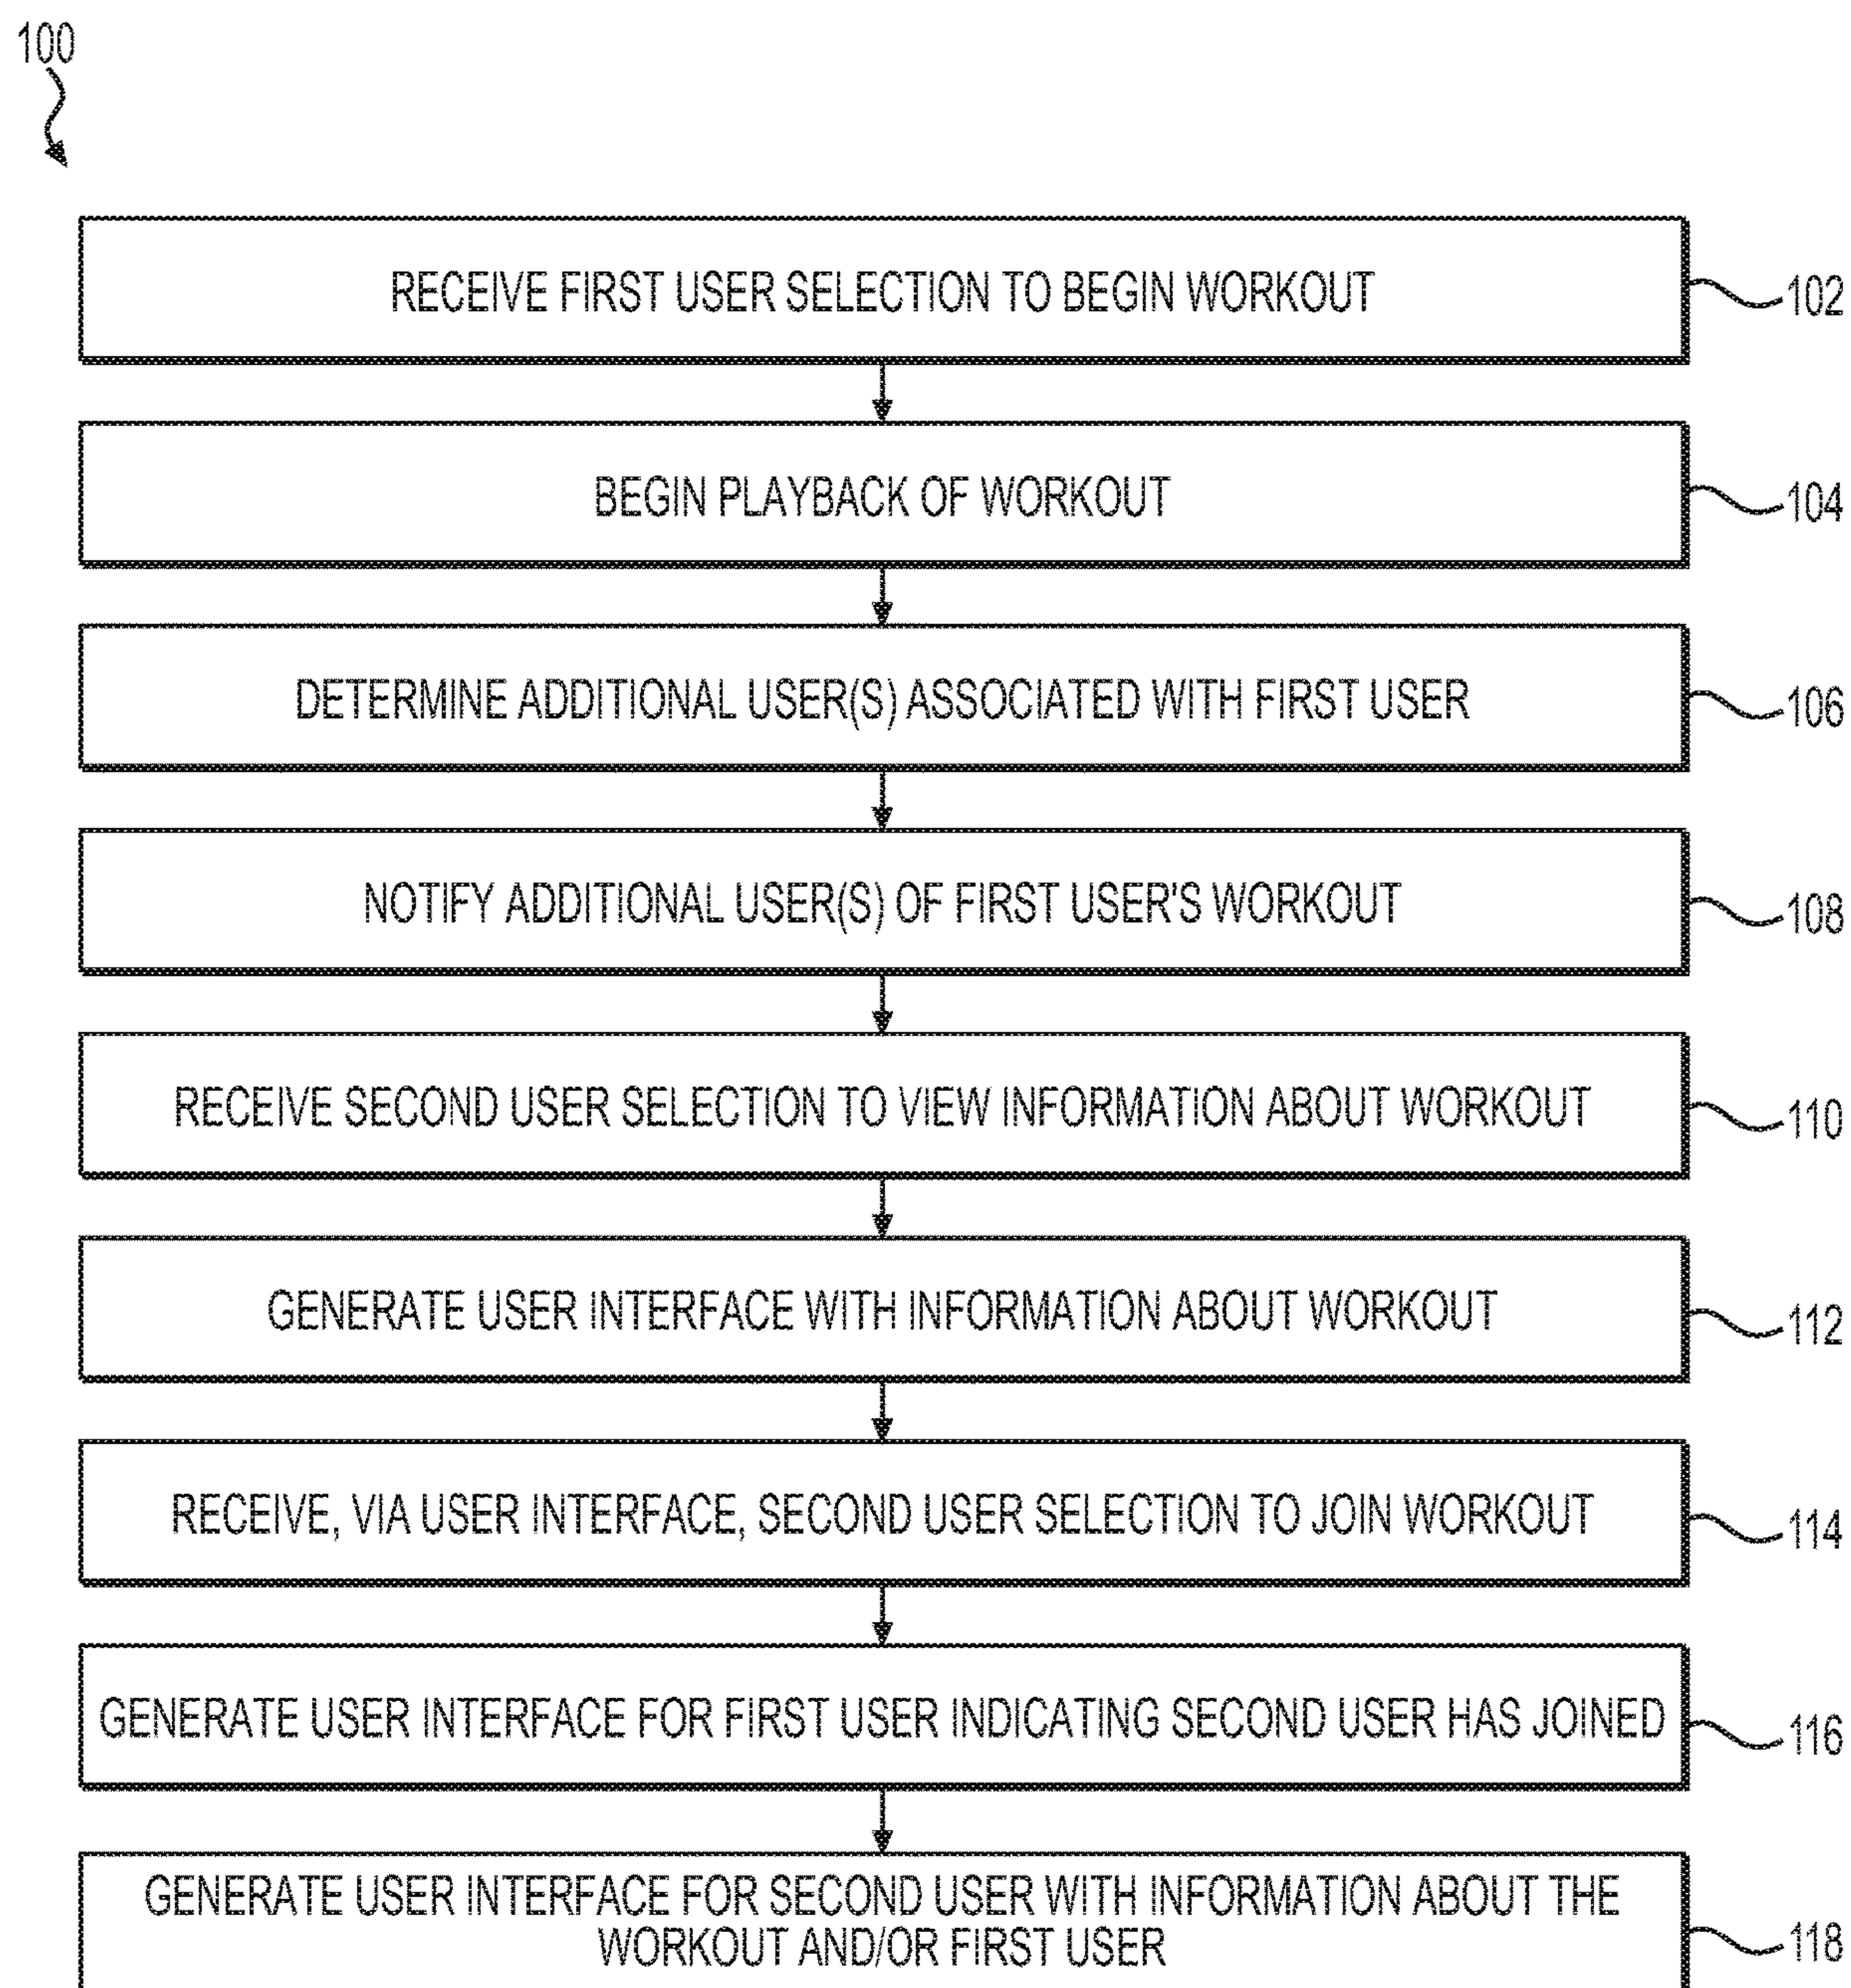 100
RECEIVE FIRST USER SELECTION TO BEGIN WORKOUT
102
BEGIN PLAYBACK OF WORKOUT
104
DETERMINE ADDITIONAL USER(S) ASSOCIATED WITH FIRST USER
106
NOTIFY ADDITIONAL USER(S) OF FIRST USER'S WORKOUT
108
RECEIVE SECOND USER SELECTION TO VIEW INFORMATION ABOUT WORKOUT
110
GENERATE USER INTERFACE WITH INFORMATION ABOUT WORKOUT
112
RECEIVE, VIA USER INTERFACE, SECOND USER SELECTION TO JOIN WORKOUT
114
GENERATE USER INTERFACE FOR FIRST USER INDICATING SECOND USER HAS JOINED
116
GENERATE USER INTERFACE FOR SECOND USER WITH INFORMATION ABOUT THE
WORKOUT AND/OR FIRST USER
118